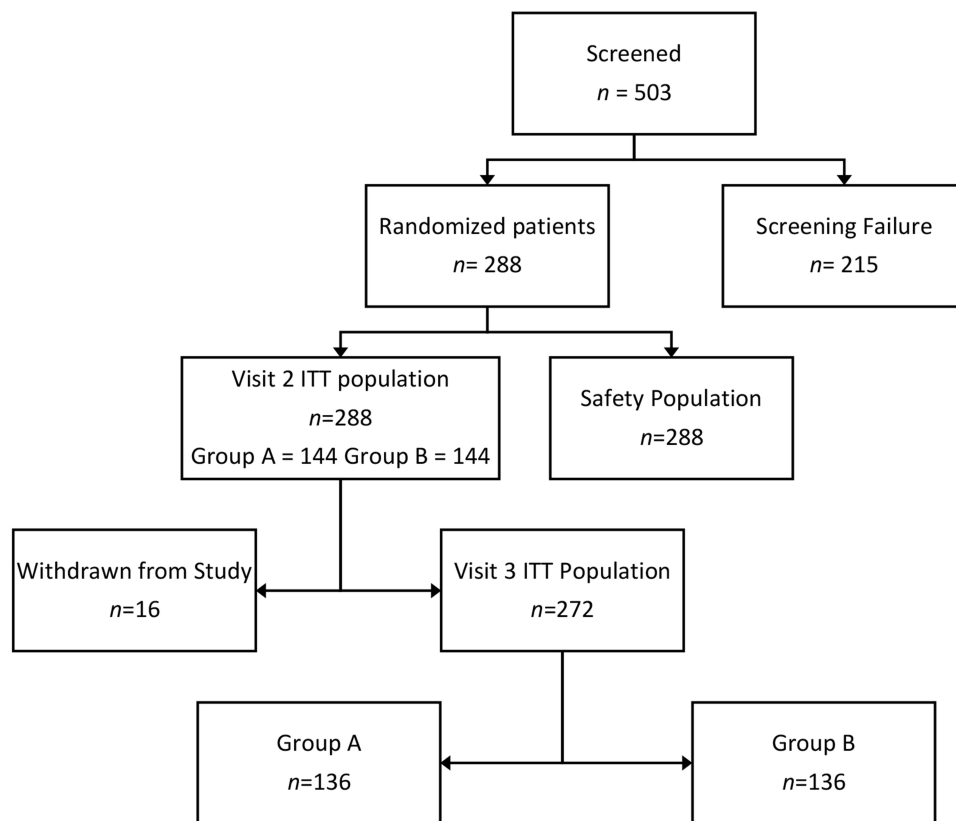 Screened
n = 503
Randomized patients
n= 288
Screening Failure
n= 215
Visit 2 ITT population
n=288
Group A = 144 Group B = 144
Safety Population
n=288
Withdrawn from Study
n=16
Visit 3 ITT Population
n=272
Group A
n=136
Group B
n=136